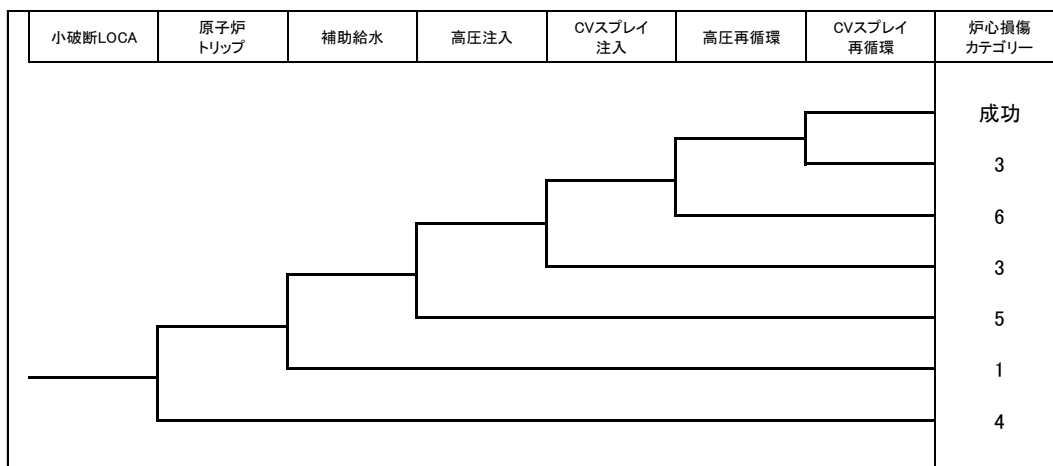 小破断LOCA
原子炉
トリップ
補助給水
高圧注入
CVスプレイ
注入
高圧再循環
CVスプレイ
再循環
炉心損傷
カテゴリー
成功
3
6
3
5
1
4